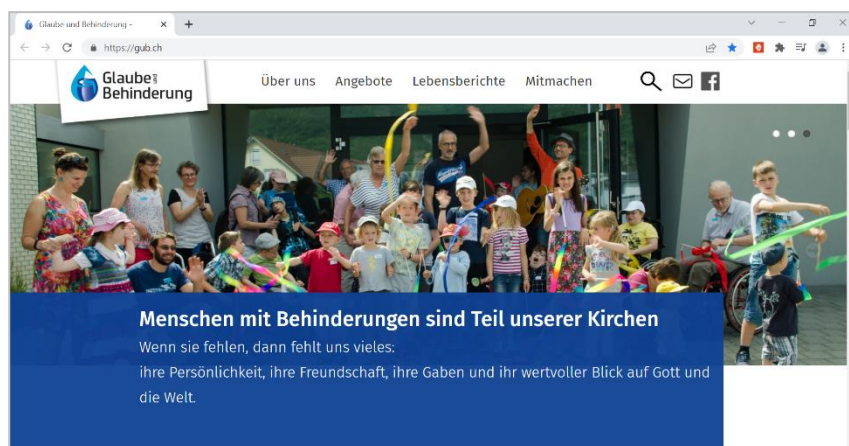 Glaube und Behinderung -
https://gub.ch
Glaube und
Behinderung
Über uns Angebote Lebensberichte Mitmachen
Menschen mit Behinderungen sind Teil unserer Kirchen
Wenn sie fehlen, dann fehlt uns vieles:
ihre Persönlichkeit, ihre Freundschaft, ihre Gaben und ihr wertvoller Blick auf Gott und
die Welt.